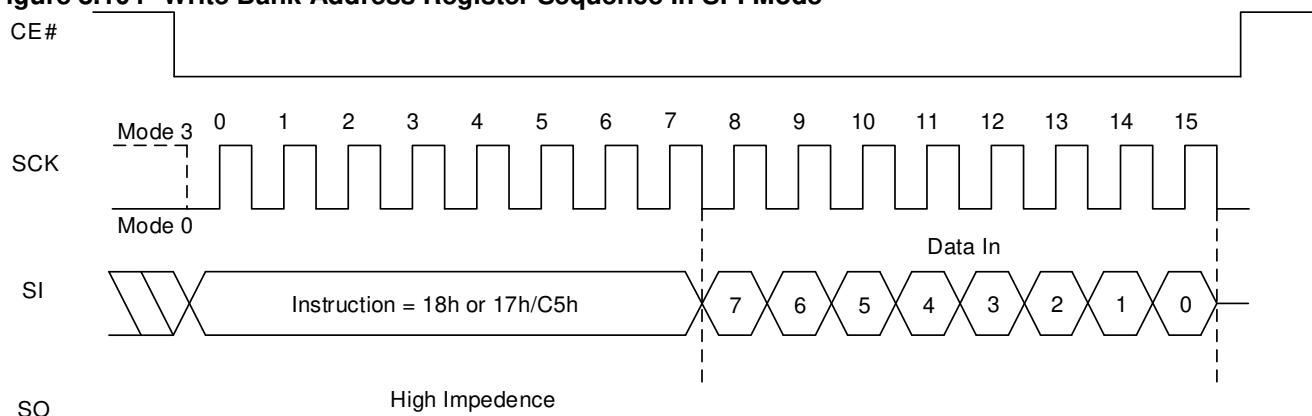 Figure 8.104 Write Bank Address Register Sequence In SPI Mode
CE#
Mode 3 0 1 2 3 4 5 6 7 8 9 10 11 12 13 14 15
SCK
Mode 0
Data In
SI
Instruction = 18h or 17h/C5h 7 6 5 4 3 2 1 0
High Impedence
SO